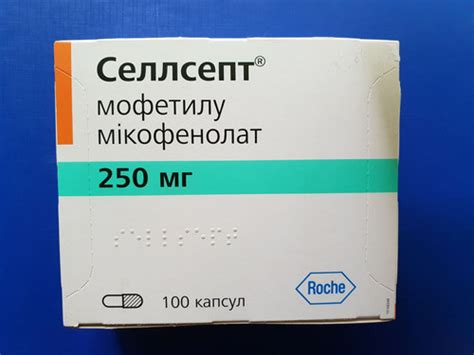 Селлсепт®
мофетилу
мікофенолат
250 мг
100 капсул
Roche